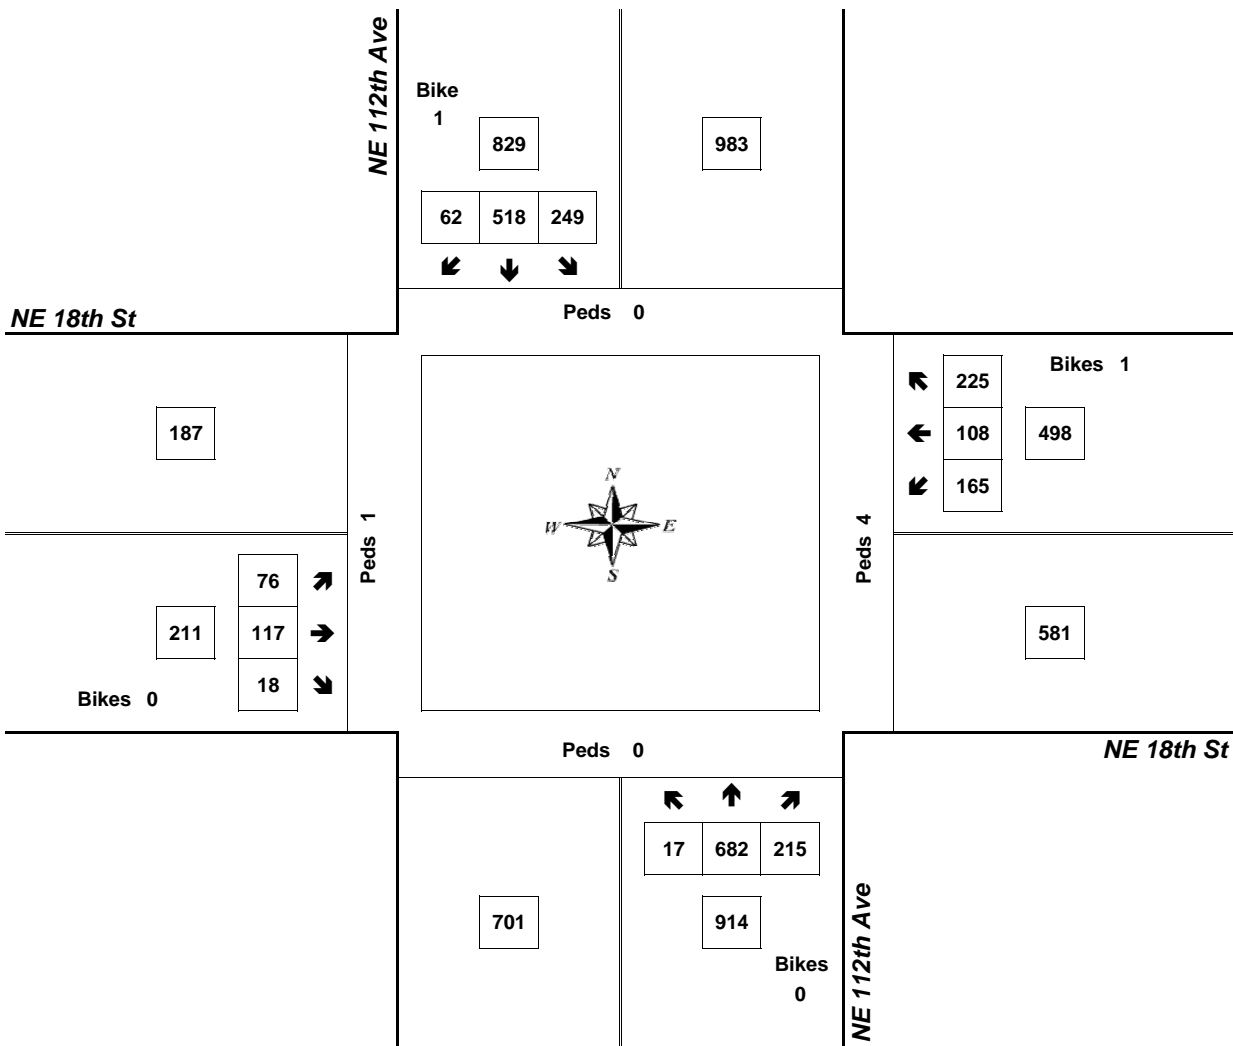 NE 112th Ave
Bike
1
829
983
62 518 249
Peds 0
NE 18th St
225
Bikes 1
187
108
498
165
N
W E
S
Peds 1
Peds 4
76
211
117
581
18
Bikes 0
Peds 0
NE 18th St
17 682 215
701
914
Bikes
0
NE 112th Ave